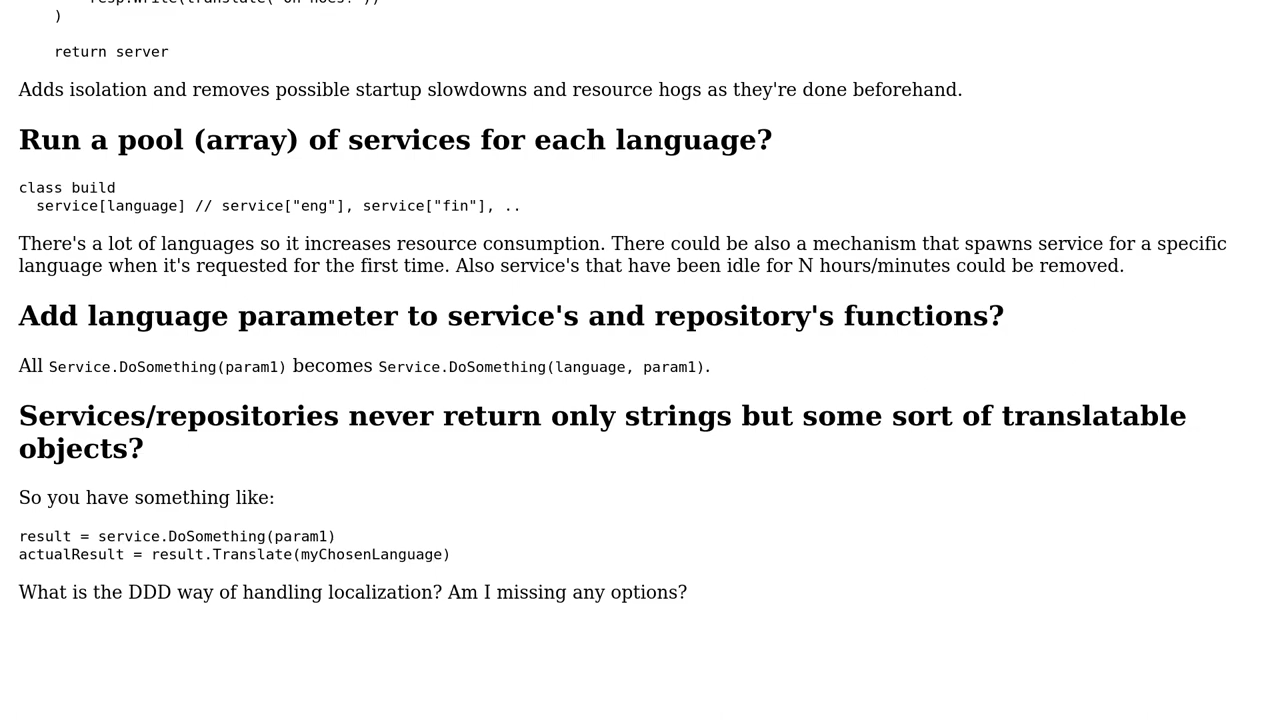 )
return server
Adds isolation and removes possible startup slowdowns and resource hogs as they're done beforehand.
Run a pool (array) of services for each language?
class build
service[language] // service["eng"], service["fin"], ..
There's a lot of languages so it increases resource consumption. There could be also a mechanism that spawns service for a specific
language when it's requested for the first time. Also service's that have been idle for N hours/minutes could be removed.
Add language parameter to service's and repository's functions?
All Service.DoSomething(param1) becomes Service.DoSomething(language, param1).
Services/repositories never return only strings but some sort of translatable
objects?
So you have something like:
result = service.DoSomething(param1)
actualResult = result.Translate(myChosenLanguage)
What is the DDD way of handling localization? Am I missing any options?